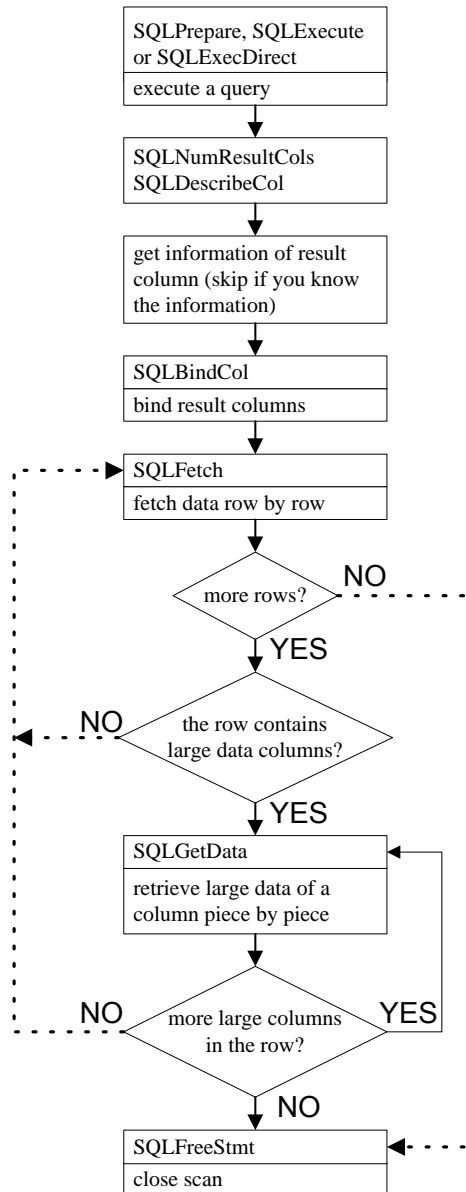 SQLPrepare, SQLExecute
or SQLExecDirect
execute a query
SQLNumResultCols
SQLDescribeCol
get information of result
column (skip if you know
the information)
SQLBindCol
bind result columns
SQLFetch
fetch data row by row
more rows?
NO
YES
the row contains
large data columns?
NO
YES
SQLGetData
retrieve large data of a
column piece by piece
more large columns
in the row?
NO
YES
NO
SQLFreeStmt
close scan